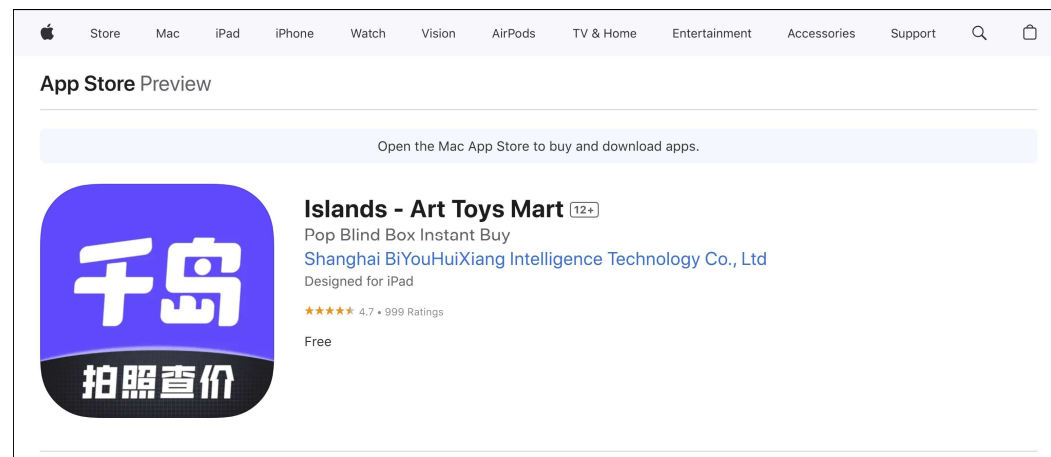 Store Mac iPad iPhone Watch Vision AirPods TV & Home Entertainment Accessories Support
App Store Preview
Open the Mac App Store to buy and download apps.
千岛
拍照查价
Islands - Art Toys Mart 12+
Pop Blind Box Instant Buy
Shanghai BiYouHuiXiang Intelligence Technology Co., Ltd
Designed for iPad
★★★★★ 4.7 • 999 Ratings
Free